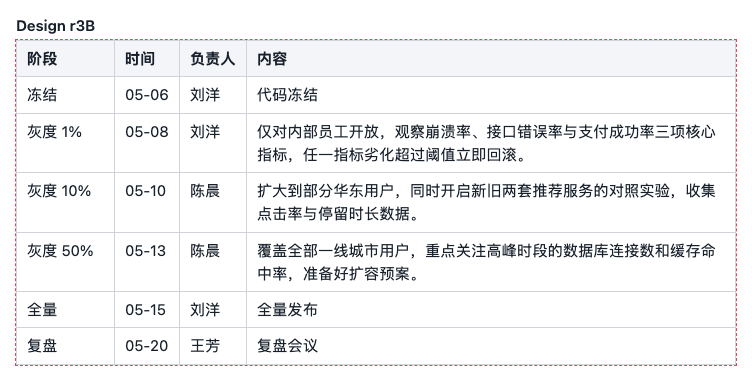 Design r3B
阶段 时间 负责人 内容
冻结 05-06 刘洋 代码冻结
灰度 1% 05-08 刘洋 仅对内部员工开放，观察崩溃率、接口错误率与支付成功率三项核心
指标，任一指标劣化超过阈值立即回滚。
灰度 10% 05-10 陈晨 扩大到部分华东用户，同时开启新旧两套推荐服务的对照实验，收集
点击率与停留时长数据。
灰度 50% 05-13 陈晨 覆盖全部一线城市用户，重点关注高峰时段的数据库连接数和缓存命
中率，准备好扩容预案。
全量 05-15 刘洋 全量发布
复盘 05-20 王芳 复盘会议